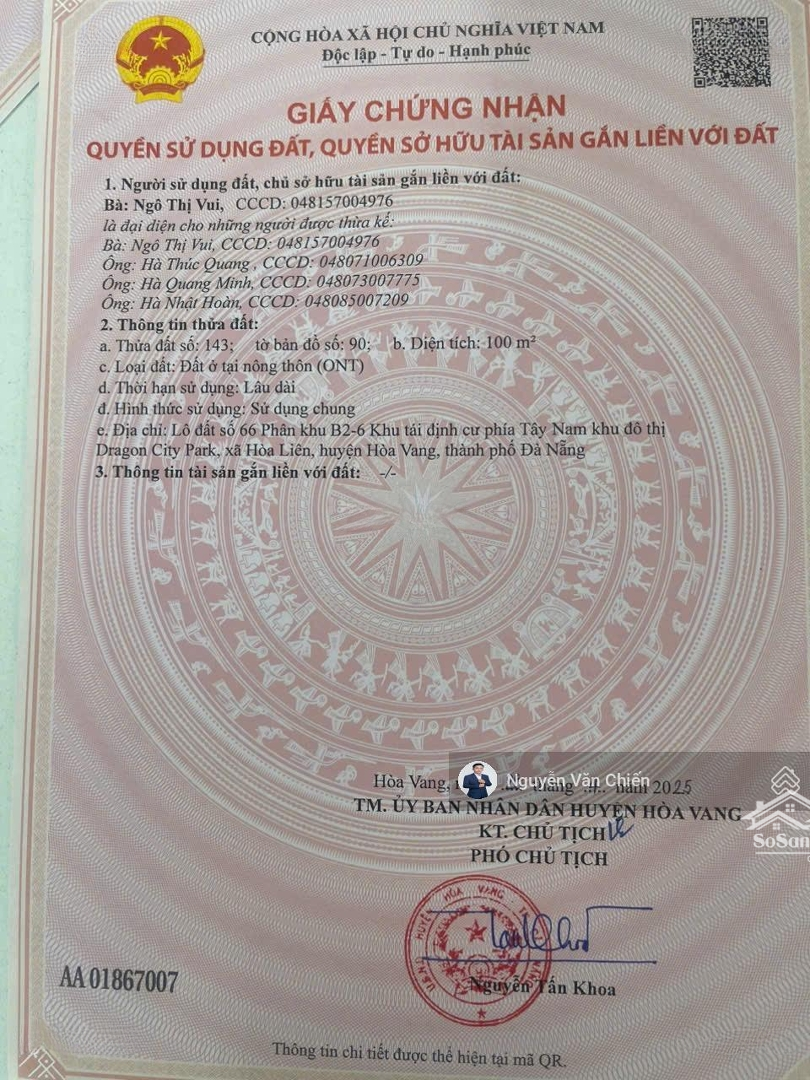 CỘNG HÒA XÃ HỘI CHỦ NGHĨA VIỆT NAM
Độc lập - Tự do - Hạnh phúc
GIẤY CHỨNG NHẬN
QUYỀN SỬ DỤNG ĐẤT, QUYỀN SỞ HỮU TÀI SẢN GẮN LIỀN VỚI ĐẤT
1. Người sử dụng đất, chủ sở hữu tài sản gắn liền với đất:
Bà: Ngô Thị Vui, CCCD: 048157004976
là đại diện cho những người được thừa kế:
Bà: Ngô Thị Vui, CCCD: 048157004976
Ông: Hà Thúc Quang , CCCD: 048071006309
Ông: Hà Quang Minh, CCCD: 048073007775
Ông: Hà Nhật Hoàn, CCCD: 048085007209
2. Thông tin thửa đất:
a. Thửa đất số: 143; tờ bản đồ số: 90; b. Diện tích: 100 m²
c. Loại đất: Đất ở tại nông thôn (ONT)
d. Thời hạn sử dụng: Lâu dài
đ. Hình thức sử dụng: Sử dụng chung
e. Địa chỉ: Lô đất số 66 Phân khu B2-6 Khu tái định cư phía Tây Nam khu đô thị
Dragon City Park, xã Hòa Liên, huyện Hòa Vang, thành phố Đà Nẵng
3. Thông tin tài sản gắn liền với đất: -/-
Nguyễn Văn Chiến
Hòa Vang, tháng năm 2025
TM. ỦY BAN NHÂN DÂN HUYỆN HÒA VANG
KT. CHỦ TỊCH
PHÓ CHỦ TỊCH
SoSan
HUYỆN HÒA VANG
Nguyễn Tấn Khoa
AA 01867007
Thông tin chi tiết được thể hiện tại mã QR.